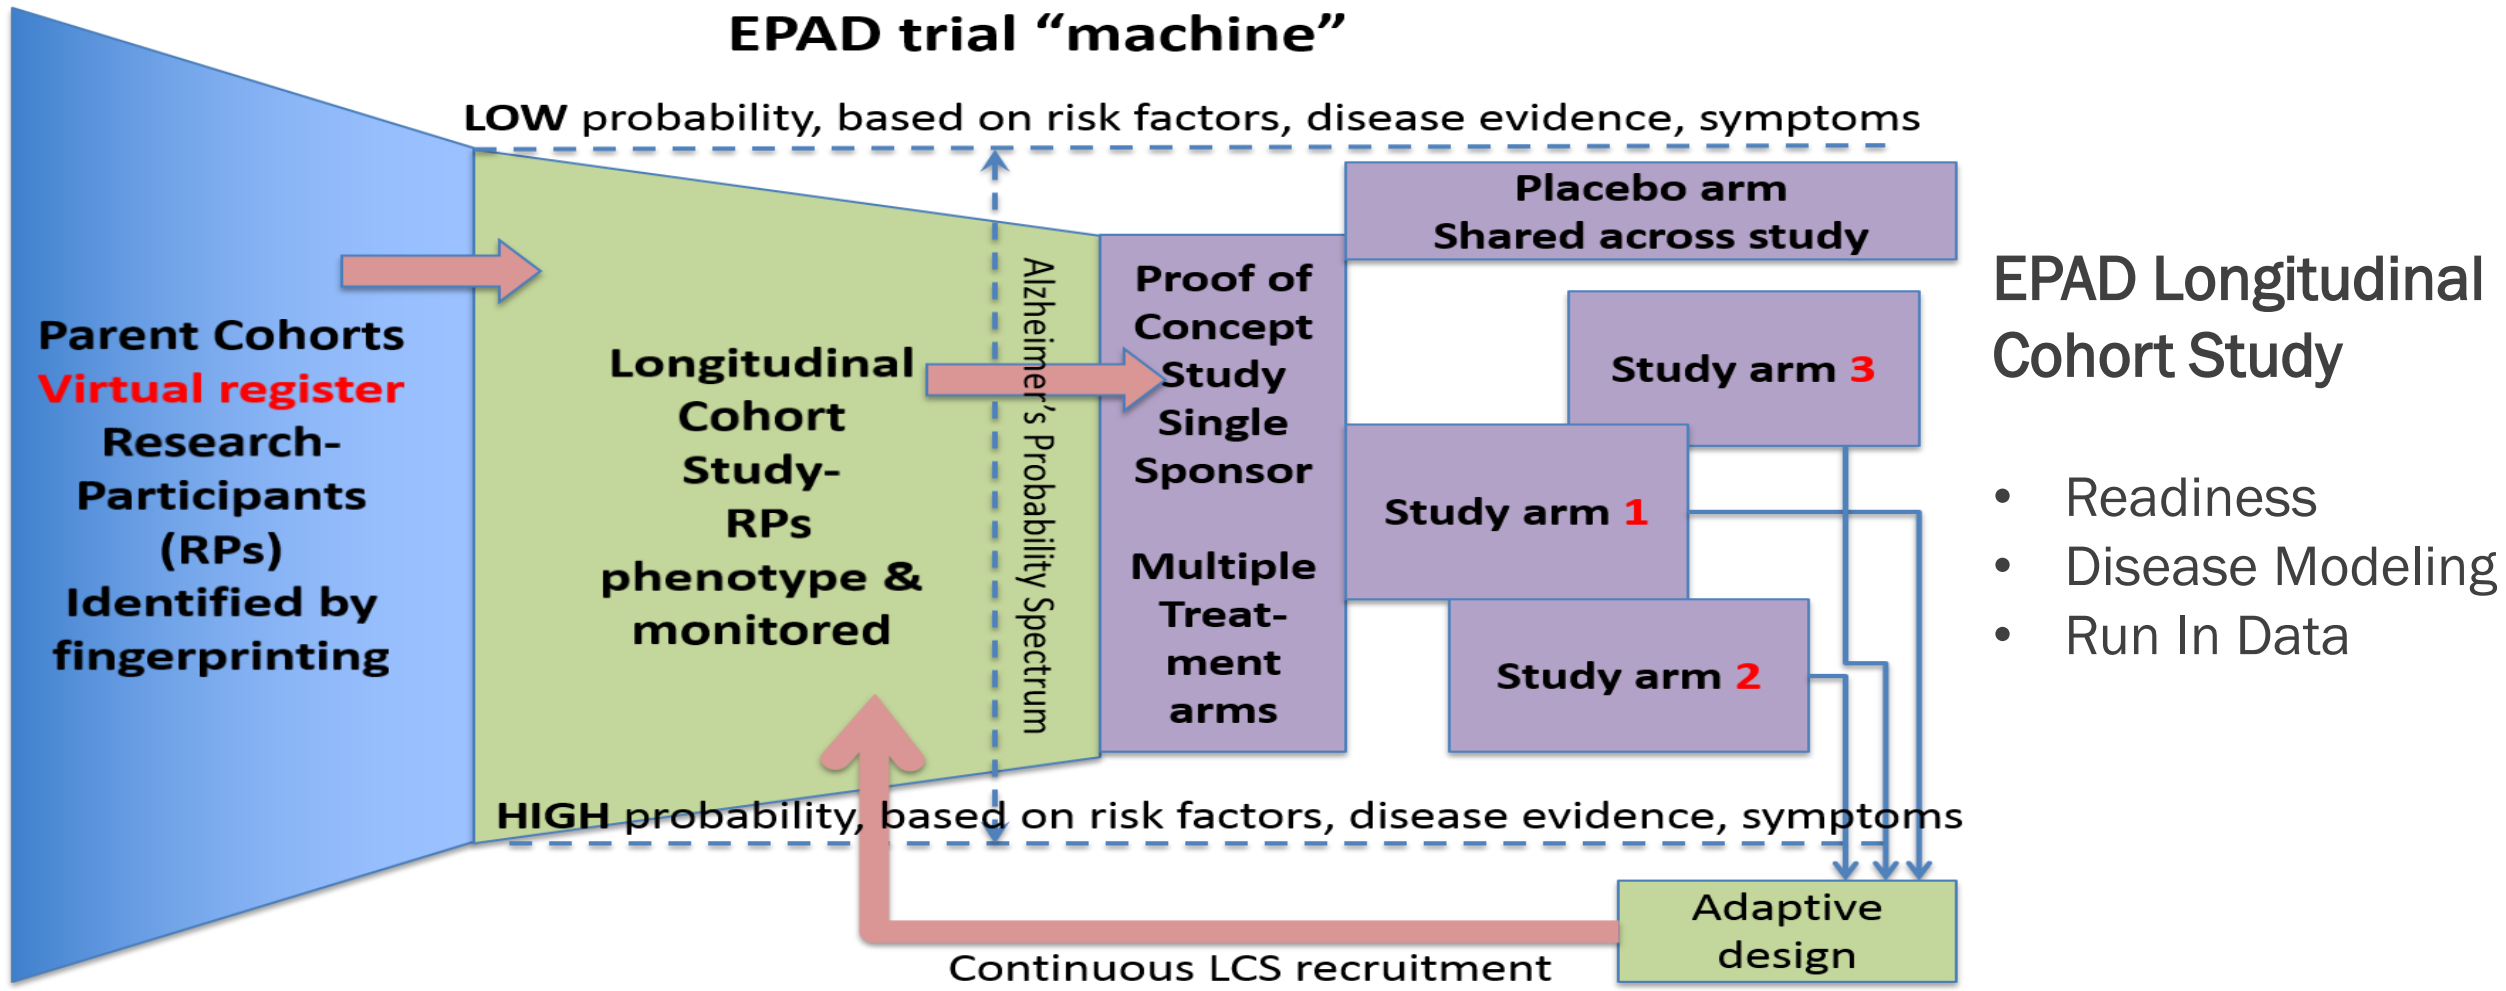 EPAD trial “machine”
LOW probability, based on risk factors, disease evidence, symptoms
Parent Cohorts
Virtual register
Research-
Participants
(RPs)
Identified by
fingerprinting
Longitudinal
Cohort
Study-
RPs
phenotype &
monitored
Alzheimer’s Probability Spectrum
Proof of
Concept
Study
Single
Sponsor
Multiple
Treat-
ment
arms
Placebo arm
Shared across study
Study arm 3
Study arm 1
Study arm 2
HIGH probability, based on risk factors, disease evidence, symptoms
Adaptive
design
Continuous LCS recruitment
EPAD Longitudinal
Cohort Study
• Readiness
• Disease Modeling
• Run In Data